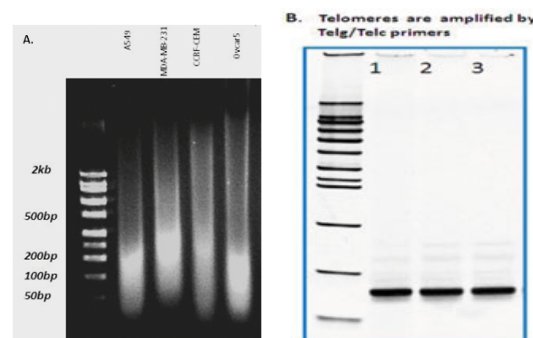 A.
A549
MDA-MB-231
CCRF-CEM
Ovcar5
2kb
500bp
200bp
100bp
50bp
B. Telomeres are amplified by
Telg/Telc primers
1 2 3